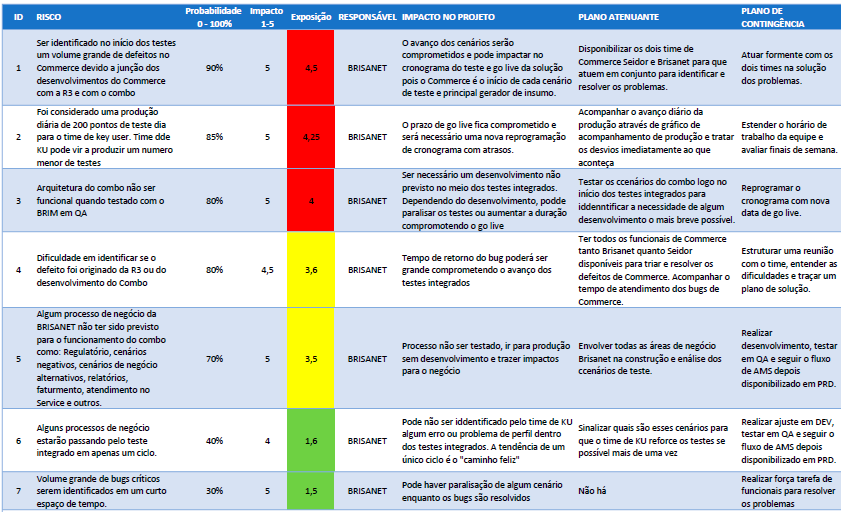 ID RISCO Probabilidade 0 - 100% Impacto 1-5 Exposição RESPONSÁVEL IMPACTO NO PROJETO PLANO ATENUANTE PLANO DE CONTINGÊNCIA
1
Ser identificado no início dos testes
um volume grande de defeitos no
Commerce devido a junção dos
desenvolvimentos do Commerce
com a R3 e com o combo
90% 5 4,5 BRISANET
O avanço dos cenários serão
comprometidos e pode impactar no
cronograma do teste e go live da solução
pois o Commerce é o início de cada cenário
de teste e principal gerador de insumo.
Disponibilizar os dois time de
Commerce Seidor e Brisanet para que
atuem em conjunto para identificar e
resolver os problemas.
Atuar formente com os
dois times na solução
dos problemas.
2
Foi considerado uma produção
diária de 200 pontos de teste dia
para o time de key user. Time dde
KU pode vir a produzir um numero
menor de testes
85% 5 4,25 BRISANET
O prazo de go live fica comprometido e
será necessário uma nova reprogramação
de cronograma com atrasos.
Acompanhar o avanço diário da
produção através de gráfico de
acompanhamento de produção e tratar
os desvios imediatamente ao que
aconteça
Estender o horário de
trabalho da equipe e
avaliar finais de semana.
3
Arquitetura do combo não ser
funcional quando testado com o
BRIM em QA
80% 5 4 BRISANET
Ser necessário um desenvolvimento não
previsto no meio dos testes integrados.
Dependendo do desenvolvimento, podde
paralisar os testes ou aumentar a duração
compromotendo o go live
Testar os ccenários do combo logo no
início dos testes integrados para
iddenntificar a necessidade de algum
desenvolvimento o mais breve possível.
Reprogramar o
cronograma com nova
data de go live.
4
Dificuldade em identificar se o
defeito foi originado da R3 ou do
desenvolvimento do Combo
80% 4,5 3,6 BRISANET
Tempo de retorno do bug poderá ser
grande comprometendo o avanço dos
testes integrados
Ter todos os funcionais de Commerce
tanto Brisanet quanto Seidor
disponíveis para triar e resolver os
defeitos de Commerce. Acompanhar o
tempo de atendimento dos bugs de
Commerce.
Estruturar uma reunião
com o time, entender as
dificuldades e traçar um
plano de solução.
5
Algum processo de negócio da
BRISANET não ter sido previsto
para o funcionamento do combo
como: Regulatório, cenários
negativos, cenários de negócio
alternativos, relatórios,
faturmento, atendimento no
Service e outros.
70% 5 3,5 BRISANET
Processo não ser testado, ir para produção
sem desenvolvimento e trazer impactos
para o negócio
Envolver todas as áreas de negócio
Brisanet na construção e enálise dos
ccenários de teste.
Realizar
desenvolvimento, testar
em QA e seguir o fluxo
de AMS depois
disponibilizado em PRD.
6
Alguns processos de negócio
estarão passando pelo teste
integrado em apenas um ciclo.
40% 4 1,6 BRISANET
Pode não ser iddentificado pelo time de KU
algum erro ou problema de perfil dentro
dos testes integrados. A tendência de um
único ciclo é o "caminho feliz"
Sinalizar quais são esses cenários para
que o time de KU reforce os testes se
possível mais de uma vez
Realizar ajuste em DEV,
testar em QA e seguir o
fluxo de AMS depois
disponibilizado em PRD.
7
Volume grande de bugs críticos
serem identificados em um curto
espaço de tempo.
30% 5 1,5 BRISANET
Pode haver paralisação de algum cenário
enquanto os bugs são resolvidos
Não há
Realizar força tarefa de
funcionais para resolver
os problemas